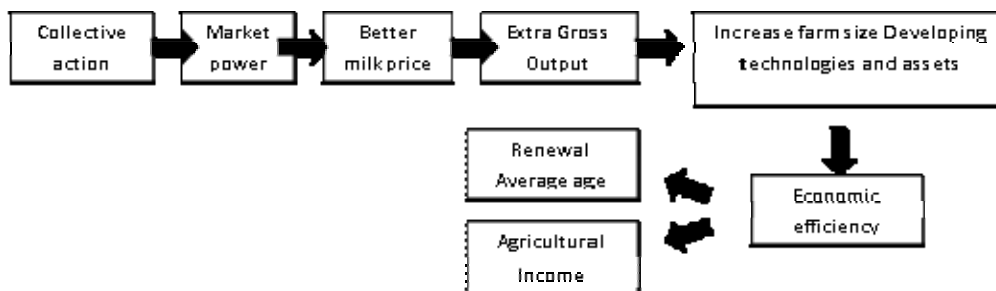 Collective
action
Market
power
Better
milk price
Extra Gross
Output
Increase farm size Developing
technologies and assets
Renewal
Average age
Economic
efficiency
Agricultural
Income